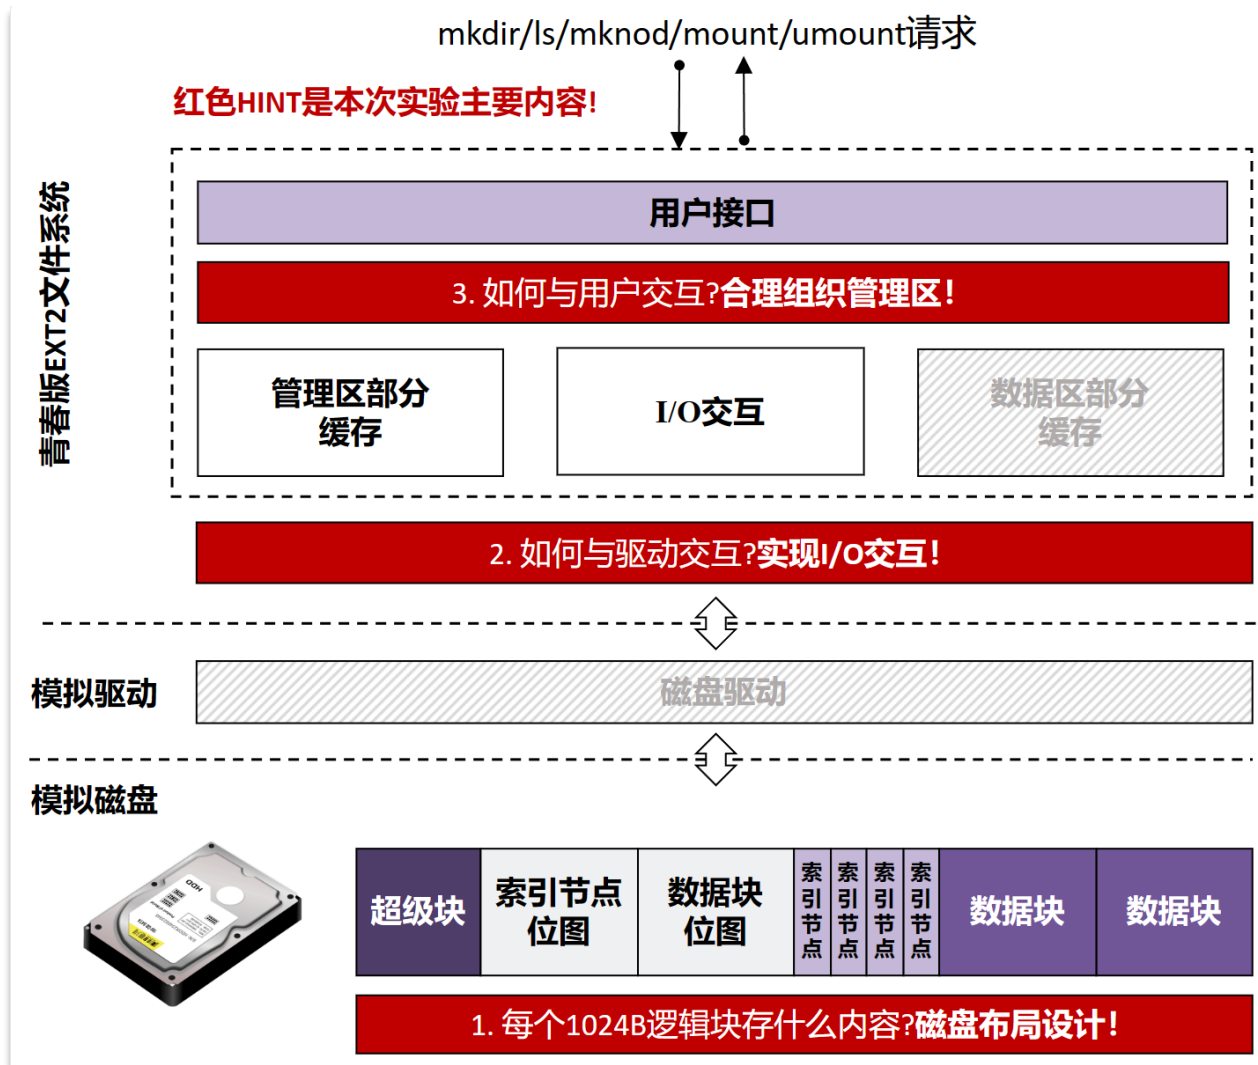 mkdir/ls/mknod/mount/umount请求
红色HINT是本次实验主要内容!
青春版EXT2文件系统
用户接口
3. 如何与用户交互?合理组织管理区!
管理区部分
缓存
I/O交互
数据区部分
缓存
2. 如何与驱动交互?实现I/O交互!
模拟驱动
磁盘驱动
模拟磁盘
HDD
超级块
索引节点
位图
数据块
位图
索引节点
索引节点
索引节点
索引节点
数据块
数据块
1. 每个1024B逻辑块存什么内容?磁盘布局设计!